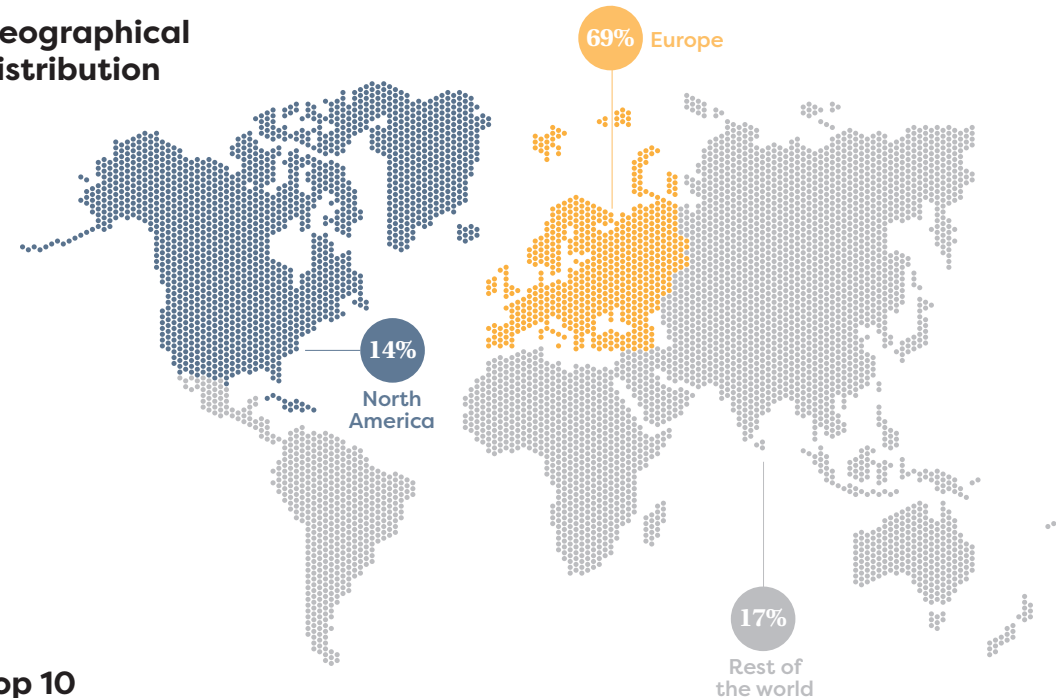 eographical
istribution
69% Europe
14%
North
America
17%
Rest of
the world
op 10